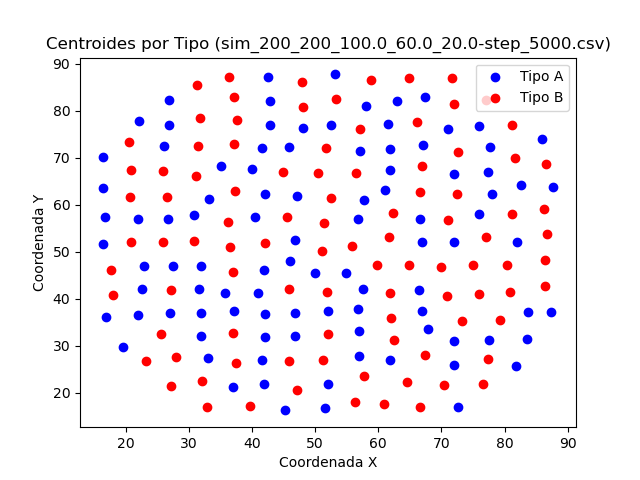 Centroides por Tipo (sim_200_200_100.0_60.0_20.0-step_5000.csv)
Tipo A
Tipo B
Coordenada Y
90
80
70
60
50
40
30
20
20 30 40 50 60 70 80 90
Coordenada X